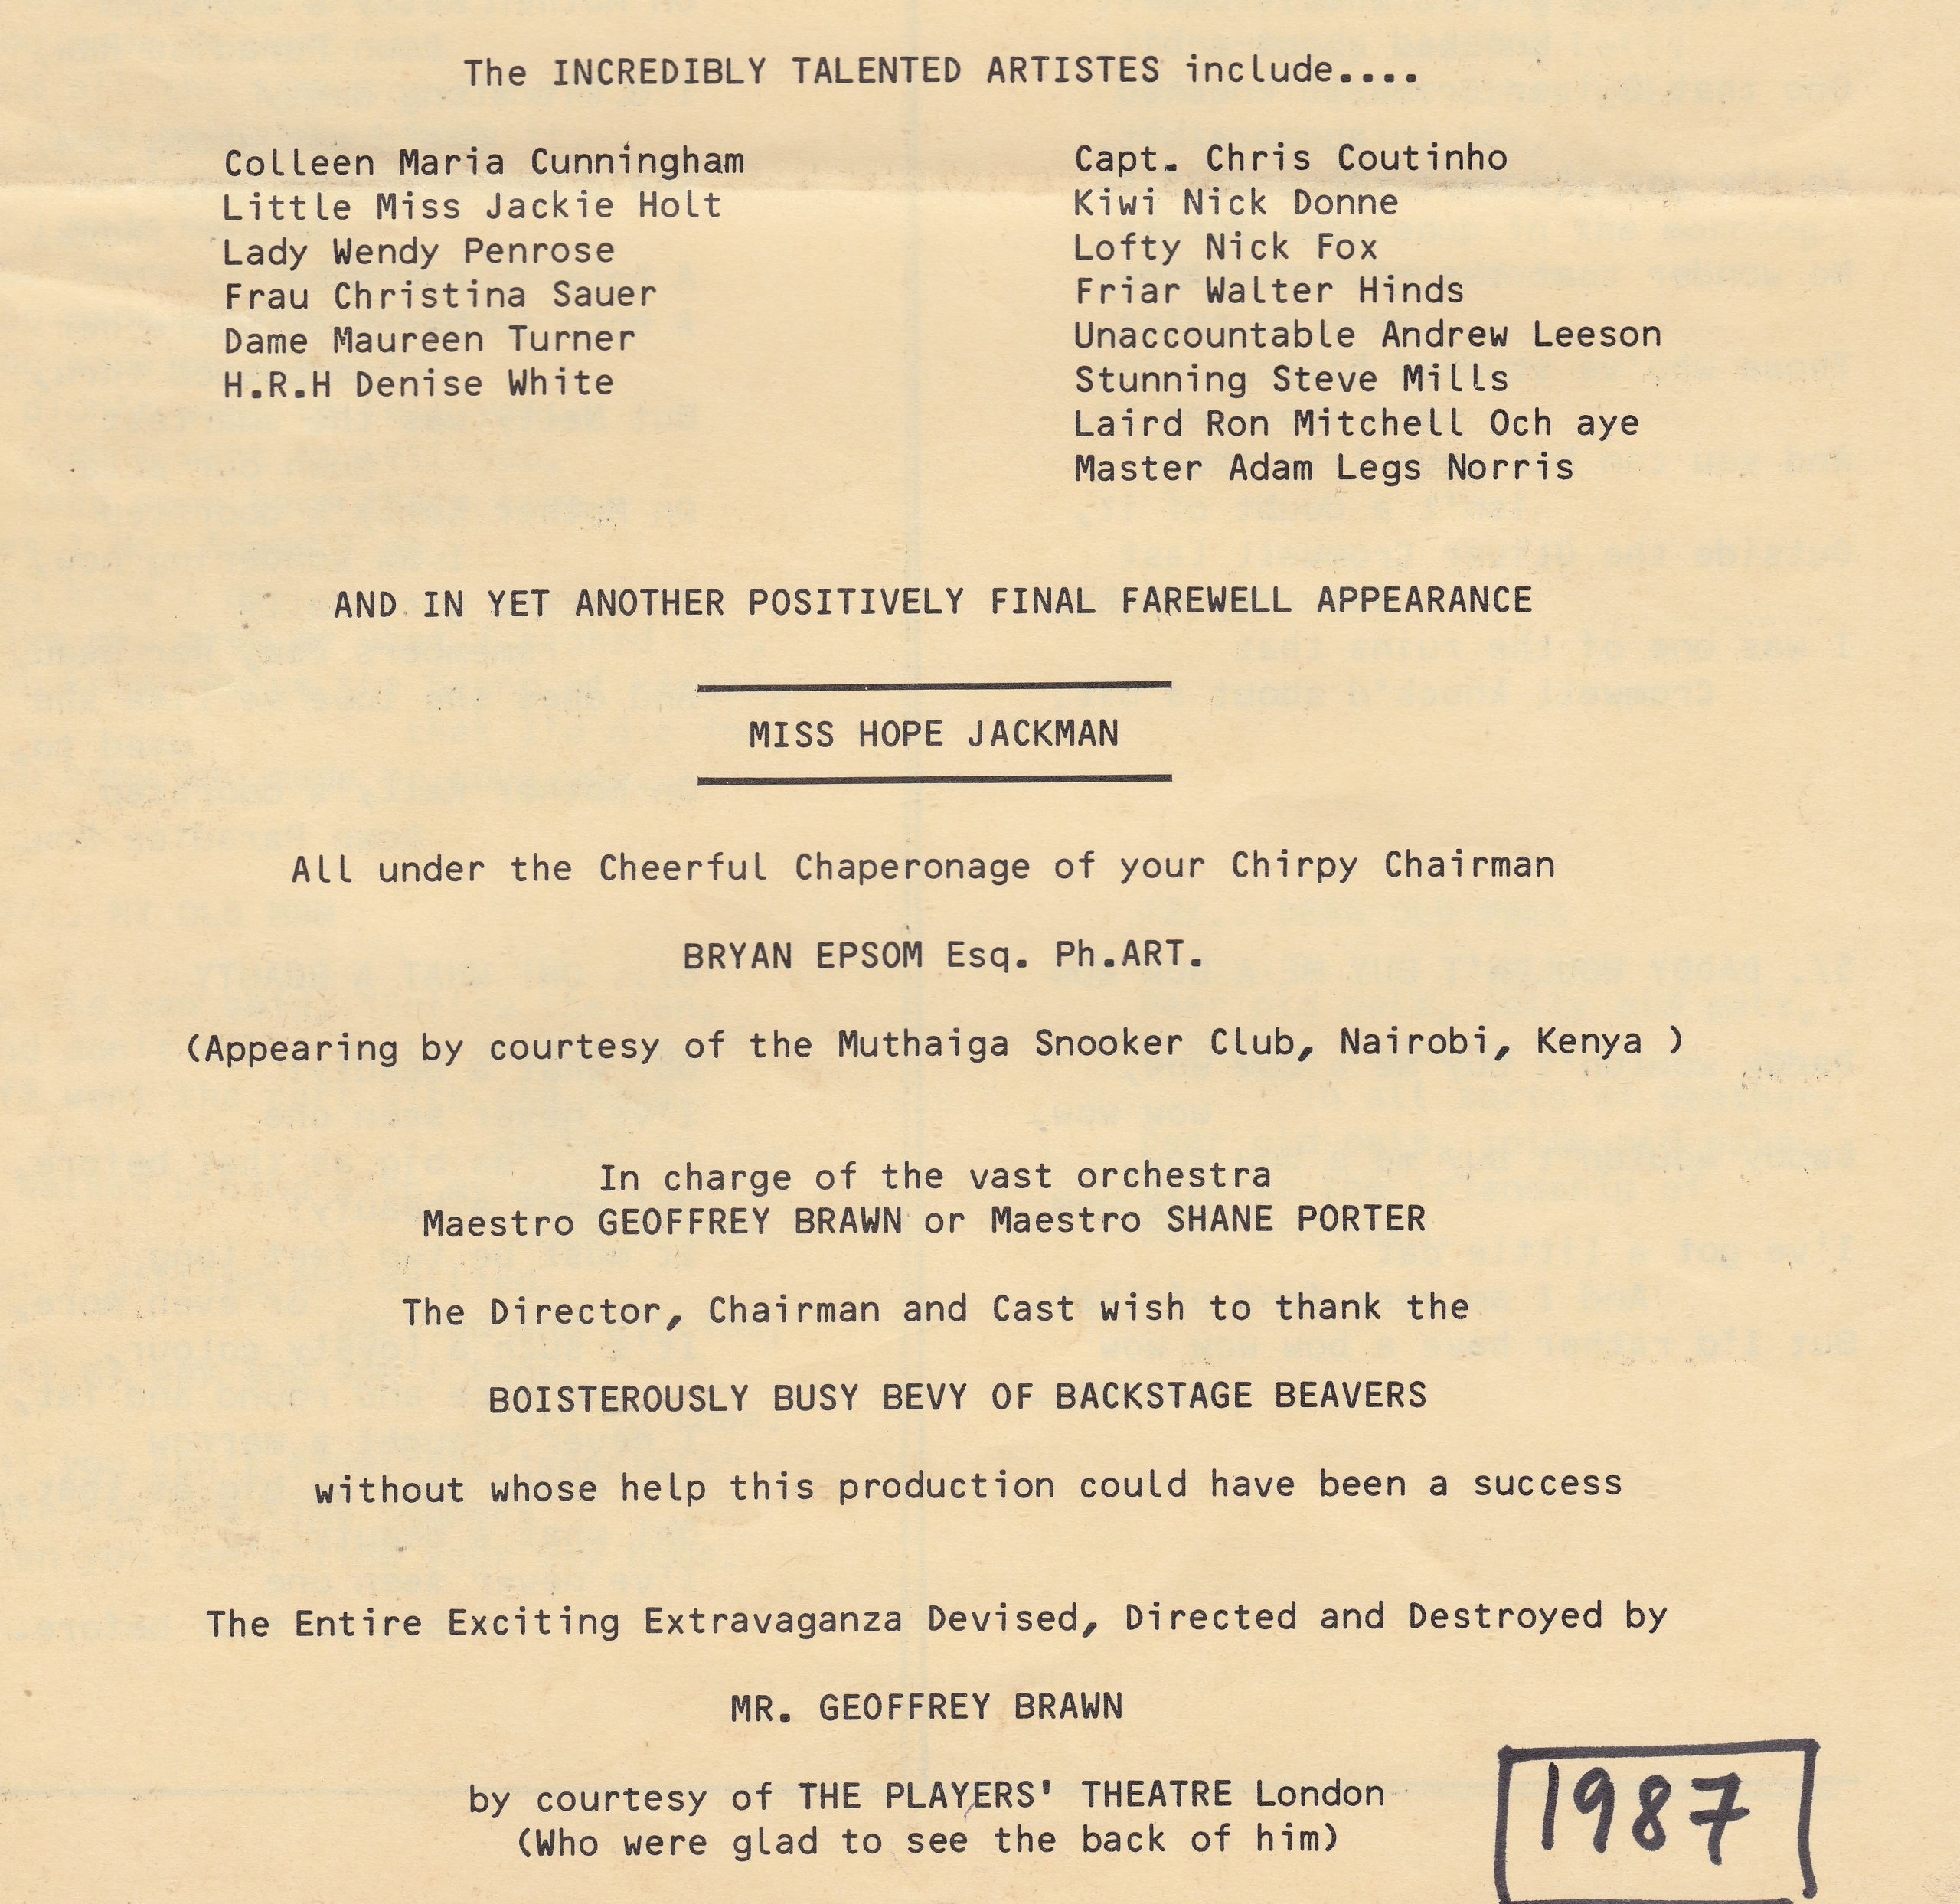 The INCREDIBLY TALENTED ARTISTES include....
Colleen Maria Cunningham
Little Miss Jackie Holt
Lady Wendy Penrose
Frau Christina Sauer
Dame Maureen Turner
H.R.H Denise White
Capt. Chris Coutinho
Kiwi Nick Donne
Lofty Nick Fox
Friar Walter Hinds
Unaccountable Andrew Leeson
Stunning Steve Mills
Laird Ron Mitchell Och aye
Master Adam Legs Norris
AND IN YET ANOTHER POSITIVELY FINAL FAREWELL APPEARANCE
MISS HOPE JACKMAN
All under the Cheerful Chaperonage of your Chirpy Chairman
BRYAN EPSOM Esq. Ph.ART.
(Appearing by courtesy of the Muthaiga Snooker Club, Nairobi, Kenya )
In charge of the vast orchestra
Maestro GEOFFREY BRAWN or Maestro SHANE PORTER
The Director, Chairman and Cast wish to thank the
BOISTEROUSLY BUSY BEVY OF BACKSTAGE BEAVERS
without whose help this production could have been a success
The Entire Exciting Extravaganza Devised, Directed and Destroyed by
MR. GEOFFREY BRAWN
by courtesy of THE PLAYERS' THEATRE London
(Who were glad to see the back of him)
1987